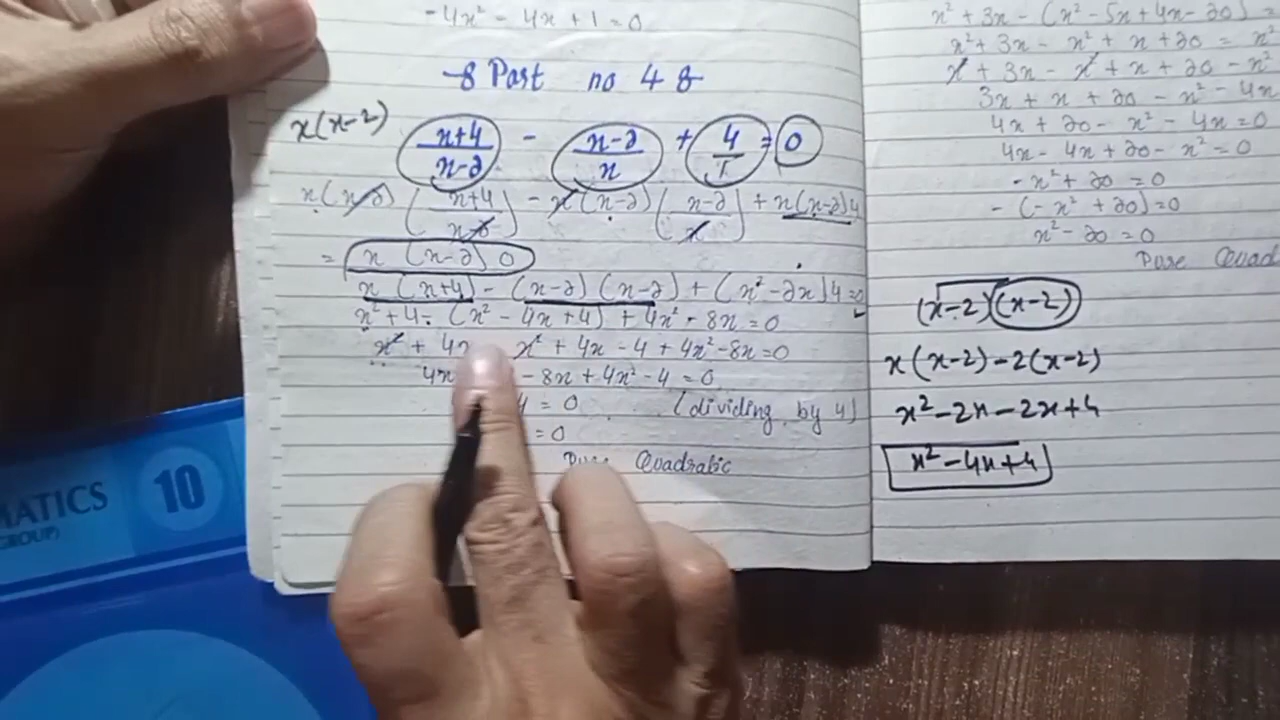 -4x² - 4x + 1 = 0
8 Part no 4 8
x(x-2)
x+4/x-2 - x-2/x + 4/1 = 0
x(x-2) (x+4/x-2) - x(x-2) (x-2/x) + x(x-2)4
= x (x-2) 0
x (x+4) - (x-2)(x-2) + (x² - 2x)4 = 0
x² + 4 - (x² - 4x + 4) + 4x² - 8x = 0
x² + 4x x² + 4x - 4 + 4x² - 8x = 0
4x - 8x + 4x² - 4 = 0
4 = 0 (dividing by 4)
= 0
Pure Quadratic
MATICS 10
GROUP)
x² + 3x - (x² - 5x + 4x - 20) =
x² + 3x - x² + x + 20 = x²
x² + 3x - x² + x + 20 - x²
3x + x + 20 - x² - 4x
4x + 20 - x² - 4x = 0
4x - 4x + 20 - x² = 0
- x² + 20 = 0
- (-x² + 20) = 0
x² - 20 = 0
Pure Quad
(x-2)(x-2)
x(x-2) - 2(x-2)
x² - 2x - 2x + 4
x² - 4x + 4